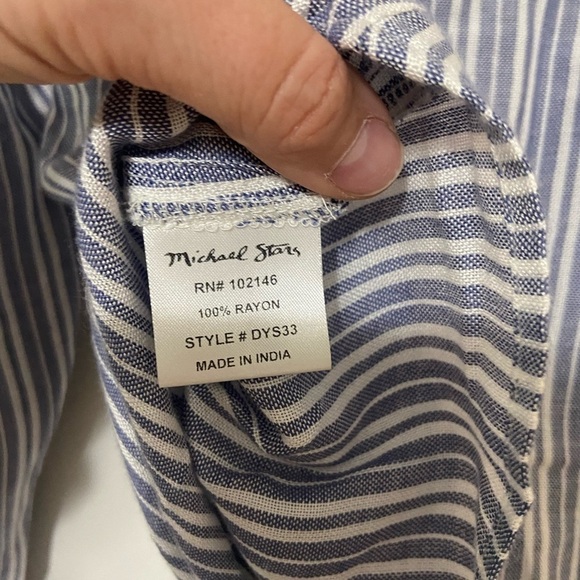 Michael Stars
RN# 102146
100% RAYON
STYLE # DYS33
MADE IN INDIA